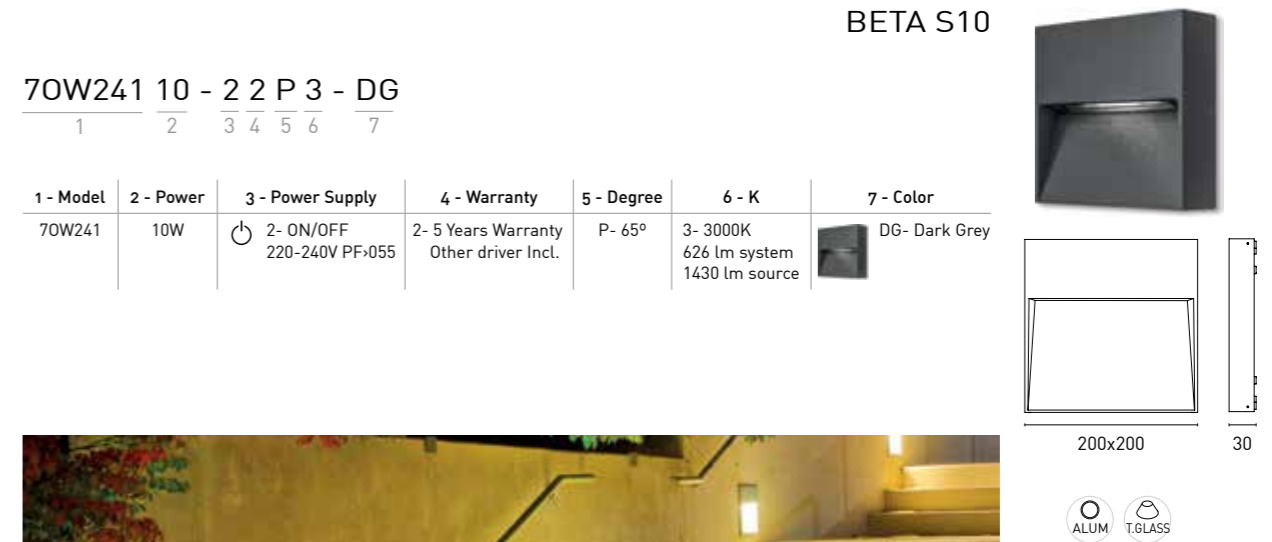 BETA S10
7OW241 10 - 2 2 P 3 - DG
1 2 3 4 5 6 7
1 - Model 2 - Power 3 - Power Supply 4 - Warranty 5 - Degree 6 - K 7 - Color
7OW241 10W 2- ON/OFF 2- 5 Years Warranty P- 65º 3- 3000K DG- Dark Grey
220-240V PF›055 Other driver Incl. 626 lm system
1430 lm source
200x200 30
ALUM T.GLASS